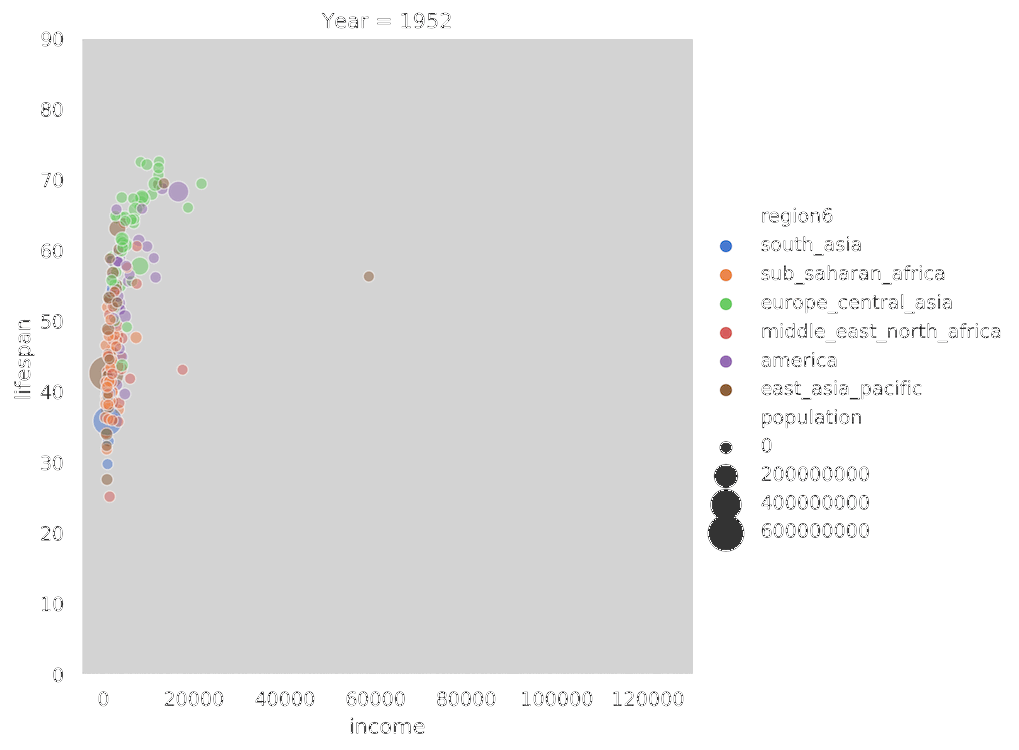 Year = 1952
90
80
70
60
50
40
30
20
10
0
lifespan
0 20000 40000 60000 80000 100000 120000
income
region6
south_asia
sub_saharan_africa
europe_central_asia
middle_east_north_africa
america
east_asia_pacific
population
0
200000000
400000000
600000000